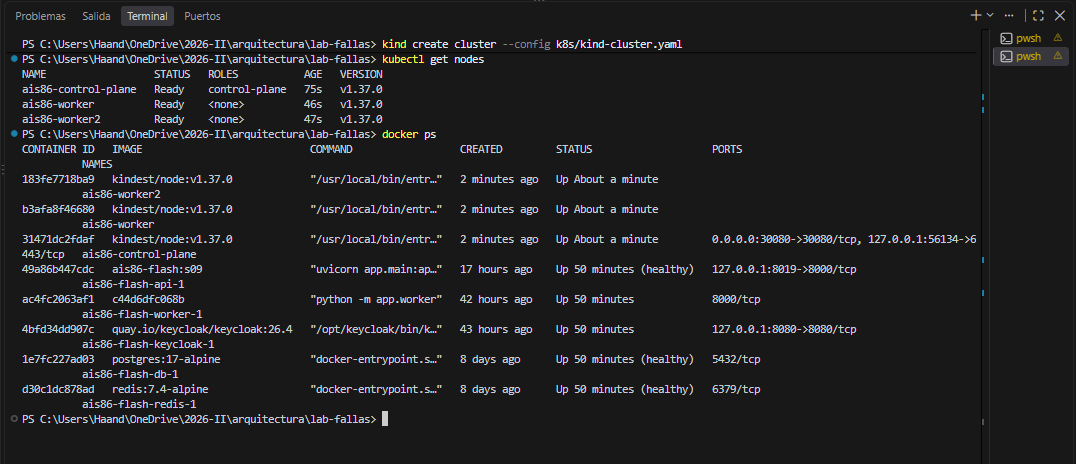 Problemas Salida Terminal Puertos
PS C:\Users\Haand\OneDrive\2026-II\arquitectura\lab-fallas> kind create cluster --config k8s/kind-cluster.yaml
PS C:\Users\Haand\OneDrive\2026-II\arquitectura\lab-fallas> kubectl get nodes
NAME STATUS ROLES AGE VERSION
ais86-control-plane Ready control-plane 75s v1.37.0
ais86-worker Ready <none> 46s v1.37.0
ais86-worker2 Ready <none> 47s v1.37.0
PS C:\Users\Haand\OneDrive\2026-II\arquitectura\lab-fallas> docker ps
CONTAINER ID IMAGE COMMAND CREATED STATUS PORTS
NAMES
183fe7718ba9 kindest/node:v1.37.0 "/usr/local/bin/entr…" 2 minutes ago Up About a minute
ais86-worker2
b3afa8f46680 kindest/node:v1.37.0 "/usr/local/bin/entr…" 2 minutes ago Up About a minute
ais86-worker
31471dc2fdaf kindest/node:v1.37.0 "/usr/local/bin/entr…" 2 minutes ago Up About a minute 0.0.0.0:30080->30080/tcp, 127.0.0.1:56134->6
443/tcp ais86-control-plane
49a86b447cdc ais86-flash:s09 "uvicorn app.main:ap…" 17 hours ago Up 50 minutes (healthy) 127.0.0.1:8019->8000/tcp
ais86-flash-api-1
ac4fc2063af1 c44d6dfc068b "python -m app.worker" 42 hours ago Up 50 minutes 8000/tcp
ais86-flash-worker-1
4bfd34dd907c quay.io/keycloak/keycloak:26.4 "/opt/keycloak/bin/k…" 43 hours ago Up 50 minutes 127.0.0.1:8080->8080/tcp
ais86-flash-keycloak-1
1e7fc227ad03 postgres:17-alpine "docker-entrypoint.s…" 8 days ago Up 50 minutes (healthy) 5432/tcp
ais86-flash-db-1
d30c1dc878ad redis:7.4-alpine "docker-entrypoint.s…" 8 days ago Up 50 minutes (healthy) 6379/tcp
ais86-flash-redis-1
PS C:\Users\Haand\OneDrive\2026-II\arquitectura\lab-fallas>
pwsh
pwsh